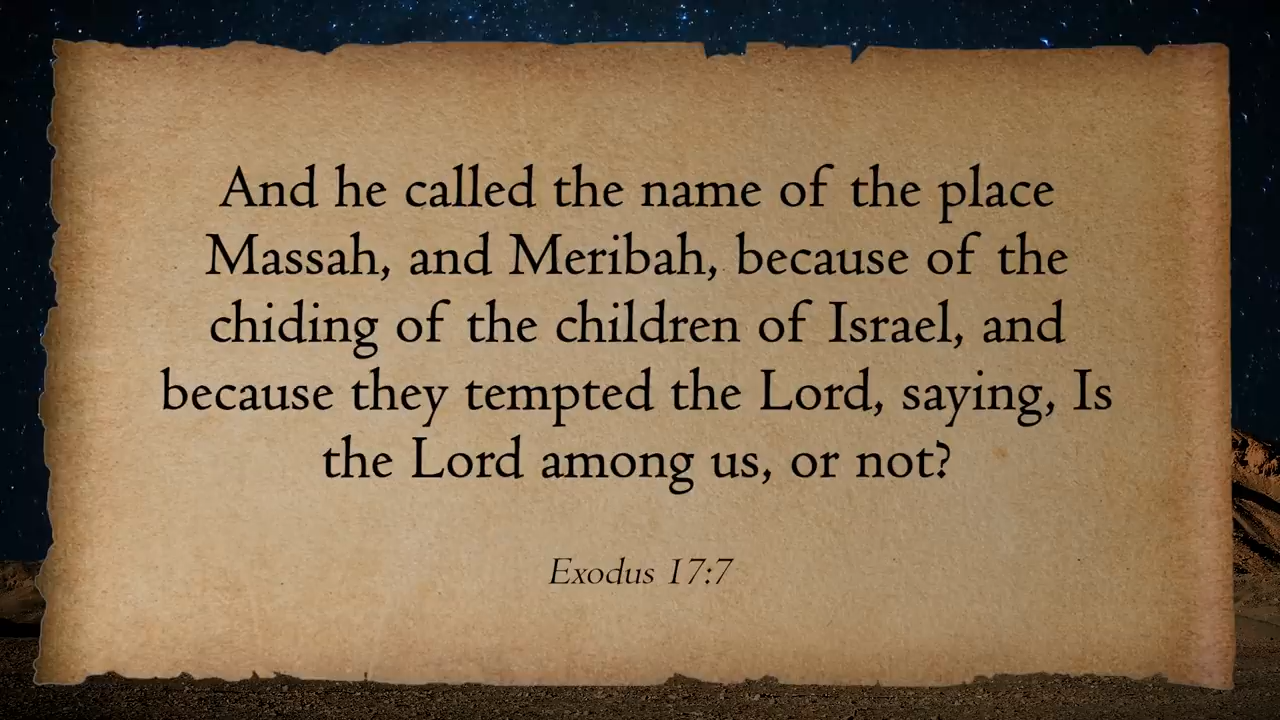 And he called the name of the place
Massah, and Meribah, because of the
chiding of the children of Israel, and
because they tempted the Lord, saying, Is
the Lord among us, or not?
Exodus 17:7